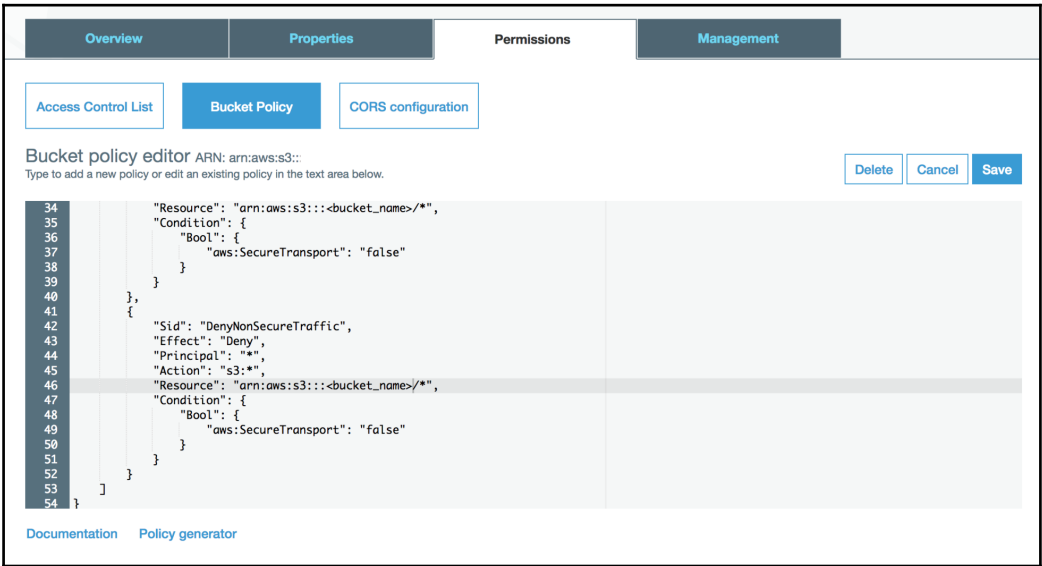 Overview Properties Permissions Management
Access Control List Bucket Policy CORS configuration
Bucket policy editor ARN: arn:aws:s3::
Type to add a new policy or edit an existing policy in the text area below.
Delete Cancel Save
34 "Resource": "arn:aws:s3:::<bucket_name>/*",
35 "Condition": {
36 "Bool": {
37 "aws:SecureTransport": "false"
38 }
39 }
40 },
41 {
42 "Sid": "DenyNonSecureTraffic",
43 "Effect": "Deny",
44 "Principal": "*",
45 "Action": "s3:*",
46 "Resource": "arn:aws:s3:::<bucket_name>/*",
47 "Condition": {
48 "Bool": {
49 "aws:SecureTransport": "false"
50 }
51 }
52 }
53 ]
54 }
Documentation Policy generator